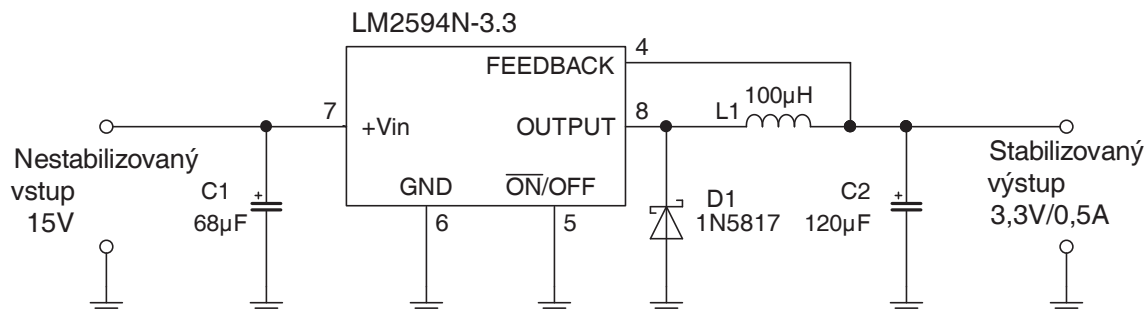 LM2594N-3.3
4
FEEDBACK
7
8
L1
100µH
+Vin
OUTPUT
Nestabilizovaný
vstup
15V
C1
+
68µF
GND
ON/OFF
6
5
D1
1N5817
C2
+
120µF
Stabilizovaný
výstup
3,3V/0,5A